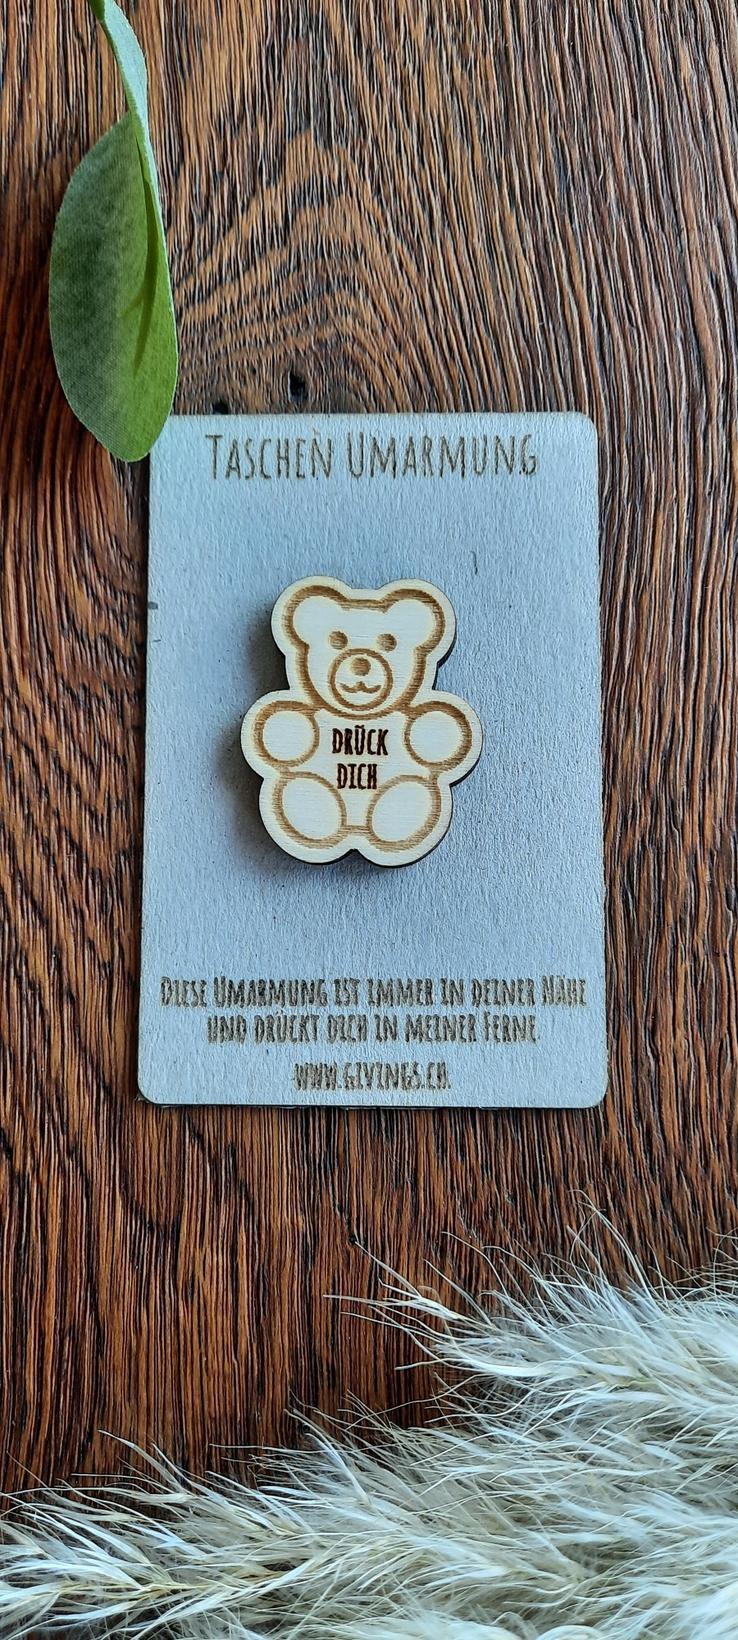 TASCHEN UMARMUNG
DRÜCK
DICH
DIESE UMARMUNG IST IMMER IN DEINER NÄHE
UND DRÜCKT DICH IN MEINER FERNE
WWW.GIVINGS.CH